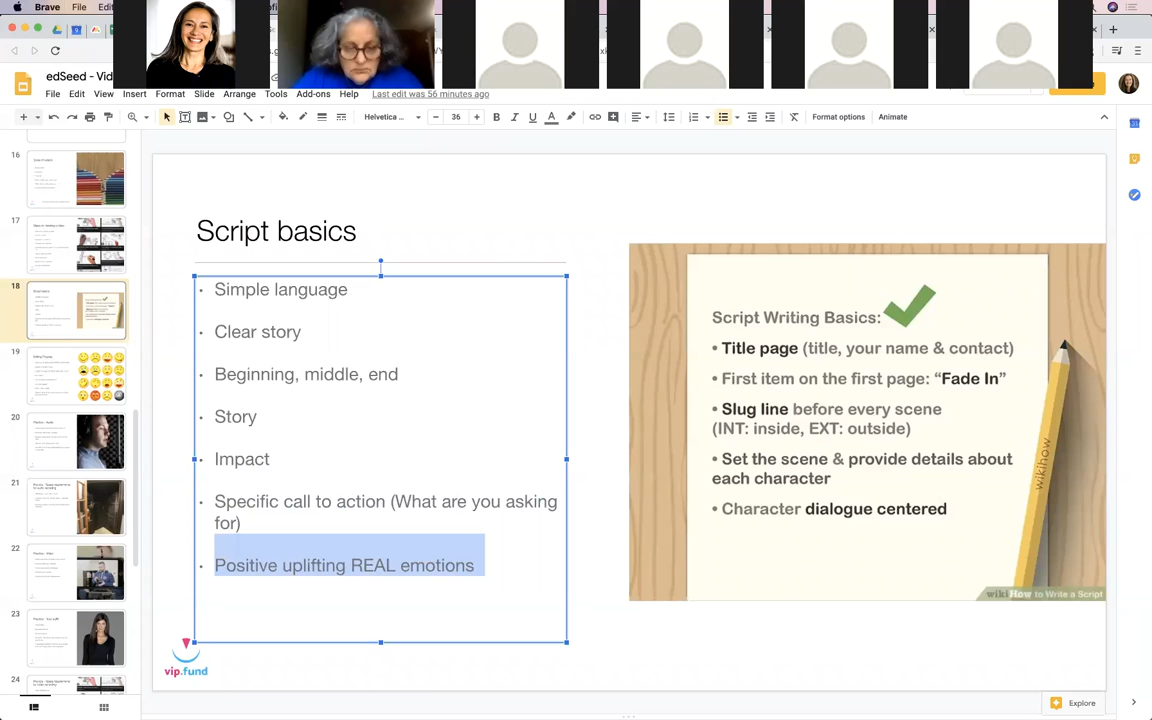 Brave File Edit
edSeed - Vid
File Edit View Insert Format Slide Arrange Tools Add-ons Help Last edit was 56 minutes ago
Helvetica ... 36 B I U A Format options Animate
16
17
18
19
20
21
22
23
24
Script basics
• Simple language
• Clear story
• Beginning, middle, end
• Story
• Impact
• Specific call to action (What are you asking
for)
• Positive uplifting REAL emotions
vip.fund
Script Writing Basics:
• Title page (title, your name & contact)
• First item on the first page: “Fade In”
• Slug line before every scene
(INT: inside, EXT: outside)
• Set the scene & provide details about
each character
• Character dialogue centered
wikihow
wikiHow to Write a Script
Explore